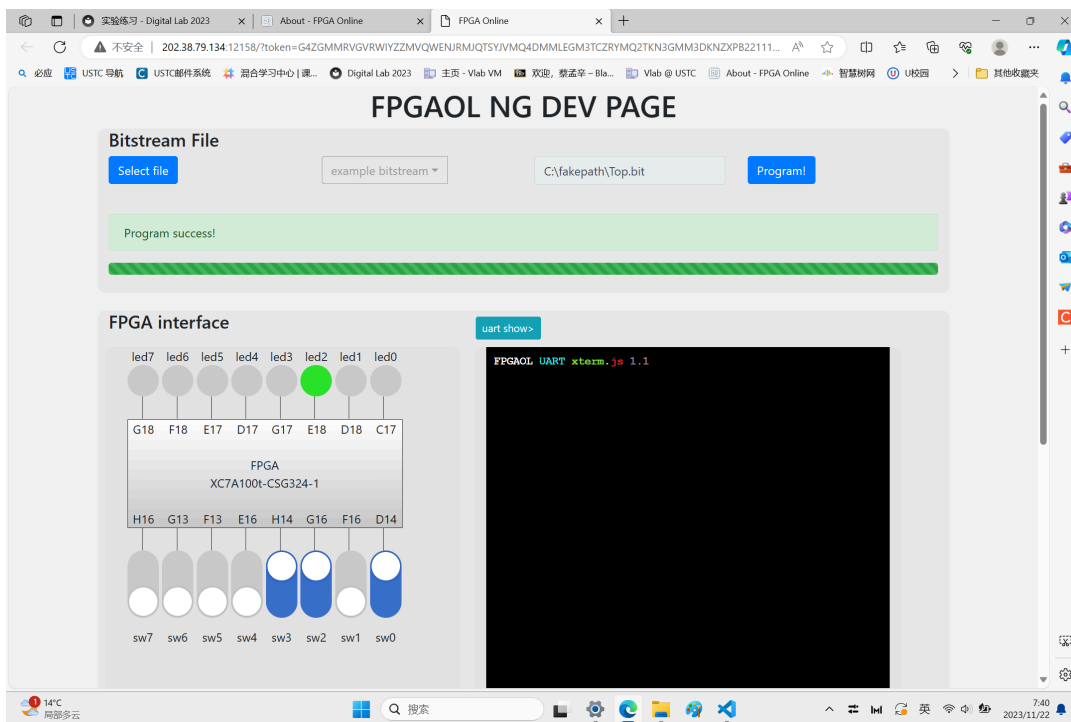 实验练习 - Digital Lab 2023
About - FPGA Online
FPGA Online
不安全 202.38.79.134:12158/?token=G4ZGMMRVGVRWIYZZMVQWENJRMJQTSYJVMQ4DMMLEGM3TCZRYMQ2TKN3GMM3DKNZXPB22111...
必应 USTC 导航 USTC邮件系统 混合学习中心 | 课... Digital Lab 2023 主页 - Vlab VM 欢迎, 蔡孟辛 – Bla... Vlab @ USTC About - FPGA Online 智慧树网 U校园 其他收藏夹
FPGAOL NG DEV PAGE
Bitstream File
Select file example bitstream C:\fakepath\Top.bit Program!
Program success!
FPGA interface
uart show>
led7 led6 led5 led4 led3 led2 led1 led0
FPGAOL UART xterm.js 1.1
G18 F18 E17 D17 G17 E18 D18 C17
FPGA
XC7A100t-CSG324-1
H16 G13 F13 E16 H14 G16 F16 D14
sw7 sw6 sw5 sw4 sw3 sw2 sw1 sw0
1 14°C
局部多云
搜索
英
7:40
2023/11/22